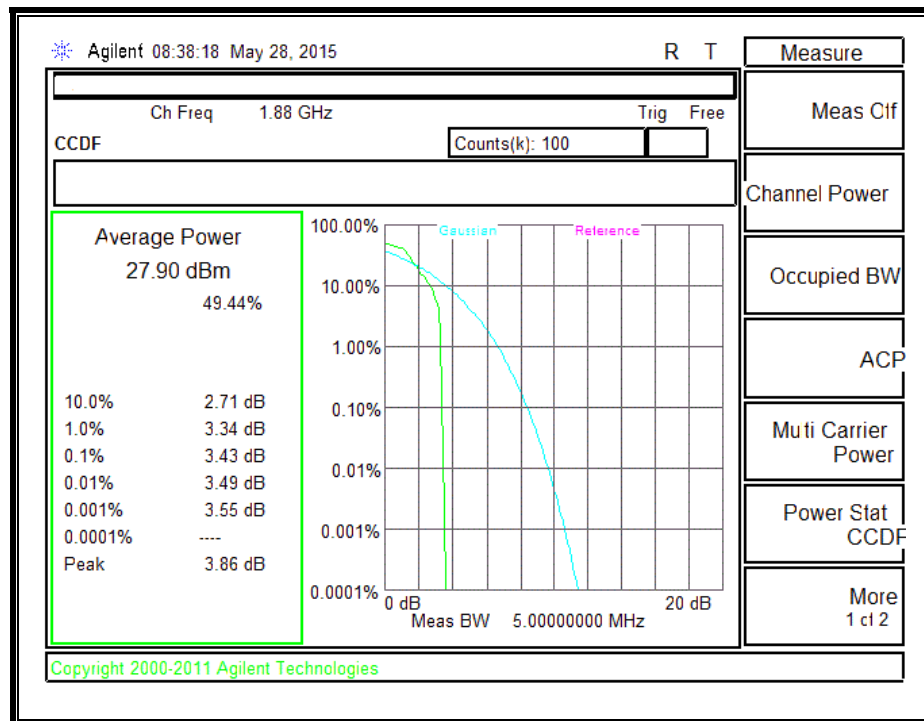 Agilent 08:38:18 May 28, 2015 R T
Measure
Ch Freq 1.88 GHz Trig Free
Meas Off
CCDF Counts(k): 100
Channel Power
Average Power
27.90 dBm
49.44%
10.0% 2.71 dB
1.0% 3.34 dB
0.1% 3.43 dB
0.01% 3.49 dB
0.001% 3.55 dB
0.0001% ----
Peak 3.86 dB
100.00%
Gaussian Reference
10.00%
1.00%
0.10%
0.01%
0.001%
0.0001%
0 dB 20 dB
Meas BW 5.00000000 MHz
Occupied BW
ACP
Multi Carrier
Power
Power Stat
CCDF
More
1 of 2
Copyright 2000-2011 Agilent Technologies